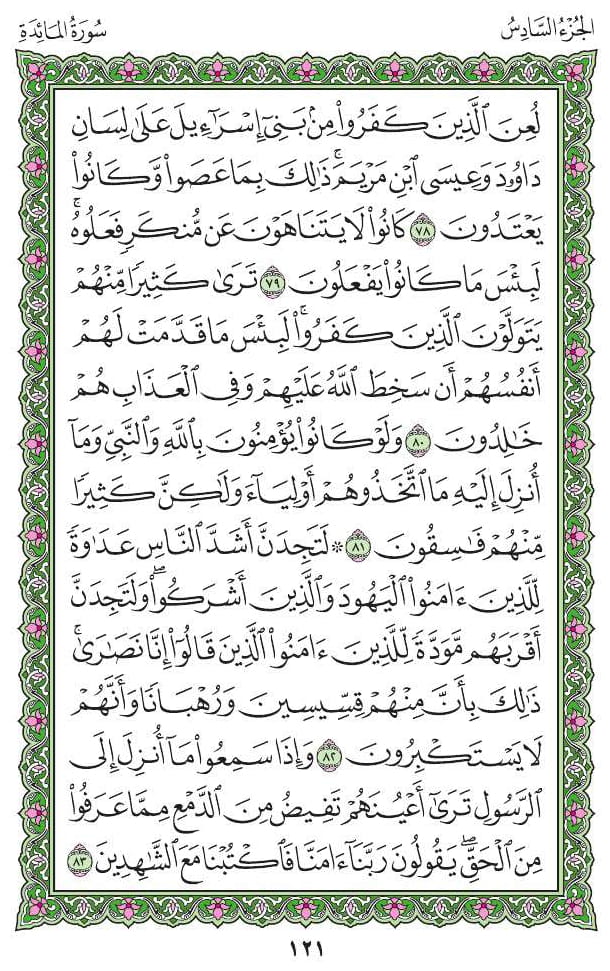 الجُزْءُ السَّادِسُ
سُورَةُ المَائِدَةِ
لُعِنَ ٱلَّذِينَ كَفَرُوا۟ مِنۢ بَنِىٓ إِسْرَٰٓءِيلَ عَلَىٰ لِسَانِ
دَاوُۥدَ وَعِيسَى ٱبْنِ مَرْيَمَ ۚ ذَٰلِكَ بِمَا عَصَوا۟ وَّكَانُوا۟
يَعْتَدُونَ ٧٨ كَانُوا۟ لَا يَتَنَاهَوْنَ عَن مُّنكَرٍ فَعَلُوهُ ۚ
لَبِئْسَ مَا كَانُوا۟ يَفْعَلُونَ ٧٩ تَرَىٰ كَثِيرًا مِّنْهُمْ
يَتَوَلَّوْنَ ٱلَّذِينَ كَفَرُوا۟ ۚ لَبِئْسَ مَا قَدَّمَتْ لَهُمْ
أَنفُسُهُمْ أَن سَخِطَ ٱللَّهُ عَلَيْهِمْ وَفِى ٱلْعَذَابِ هُمْ
خَٰلِدُونَ ٨٠ وَلَوْ كَانُوا۟ يُؤْمِنُونَ بِٱللَّهِ وَٱلنَّبِىِّ وَمَآ
أُنزِلَ إِلَيْهِ مَا ٱتَّخَذُوهُمْ أَوْلِيَآءَ وَلَٰكِنَّ كَثِيرًا
مِّنْهُمْ فَٰسِقُونَ ٨١ ۞ لَتَجِدَنَّ أَشَدَّ ٱلنَّاسِ عَدَٰوَةً
لِّلَّذِينَ ءَامَنُوا۟ ٱلْيَهُودَ وَٱلَّذِينَ أَشْرَكُوا۟ ۖ وَلَتَجِدَنَّ
أَقْرَبَهُم مَّوَدَّةً لِّلَّذِينَ ءَامَنُوا۟ ٱلَّذِينَ قَالُوٓا۟ إِنَّا نَصَٰرَىٰ ۚ
ذَٰلِكَ بِأَنَّ مِنْهُمْ قِسِّيسِينَ وَرُهْبَانًا وَأَنَّهُمْ
لَا يَسْتَكْبِرُونَ ٨٢ وَإِذَا سَمِعُوا۟ مَآ أُنزِلَ إِلَى
ٱلرَّسُولِ تَرَىٰٓ أَعْيُنَهُمْ تَفِيضُ مِنَ ٱلدَّمْعِ مِمَّا عَرَفُوا۟
مِنَ ٱلْحَقِّ ۖ يَقُولُونَ رَبَّنَآ ءَامَنَّا فَٱكْتُبْنَا مَعَ ٱلشَّٰهِدِينَ ٨٣
١٢١